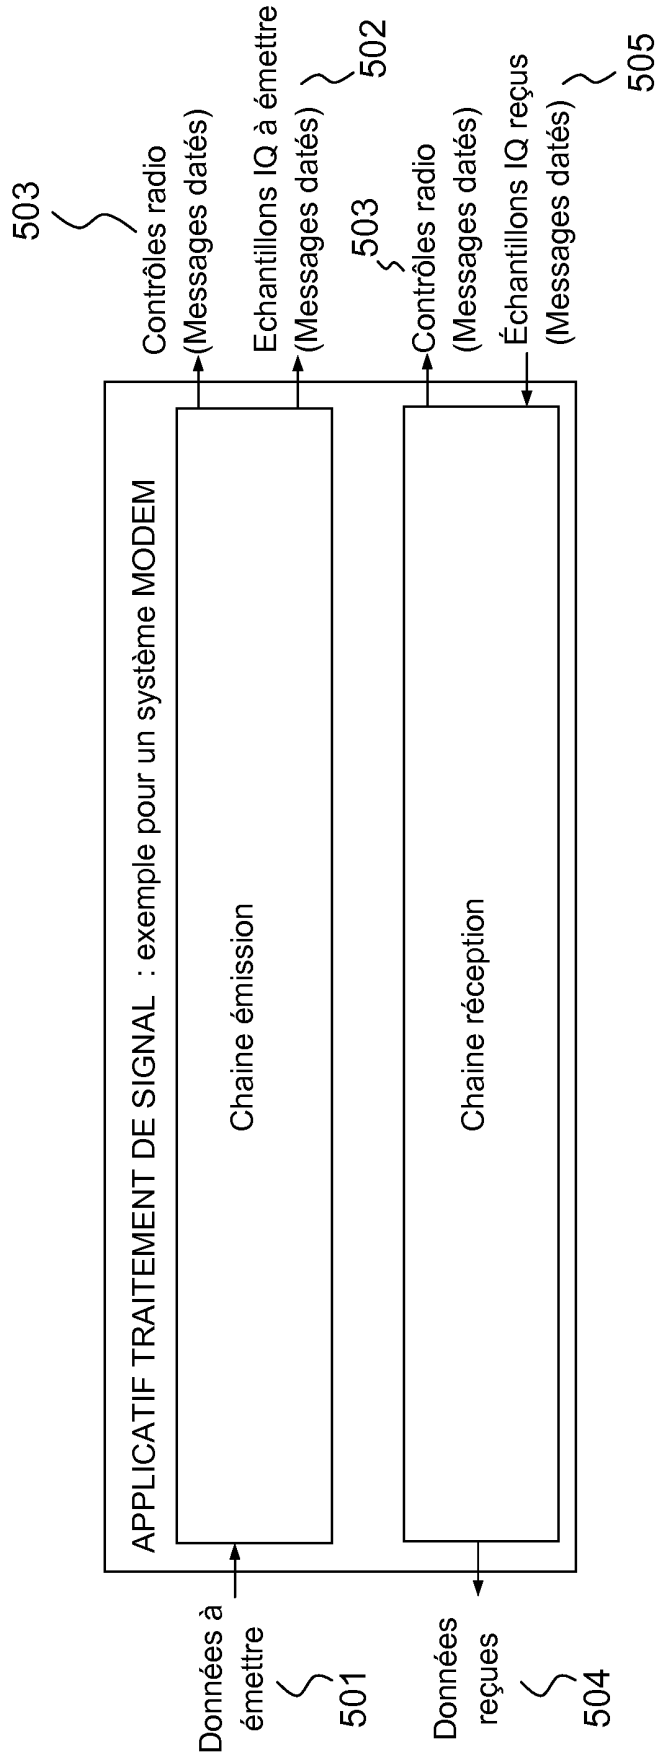 APPLICATIF TRAITEMENT DE SIGNAL : exemple pour un système MODEM
Données à
émettre
501
Chaine émission
503
Contrôles radio
(Messages datés)
Echantillons IQ à émettre
(Messages datés)
502
Données
reçues
504
Chaine réception
503
Contrôles radio
(Messages datés)
Échantillons IQ reçus
(Messages datés)
505